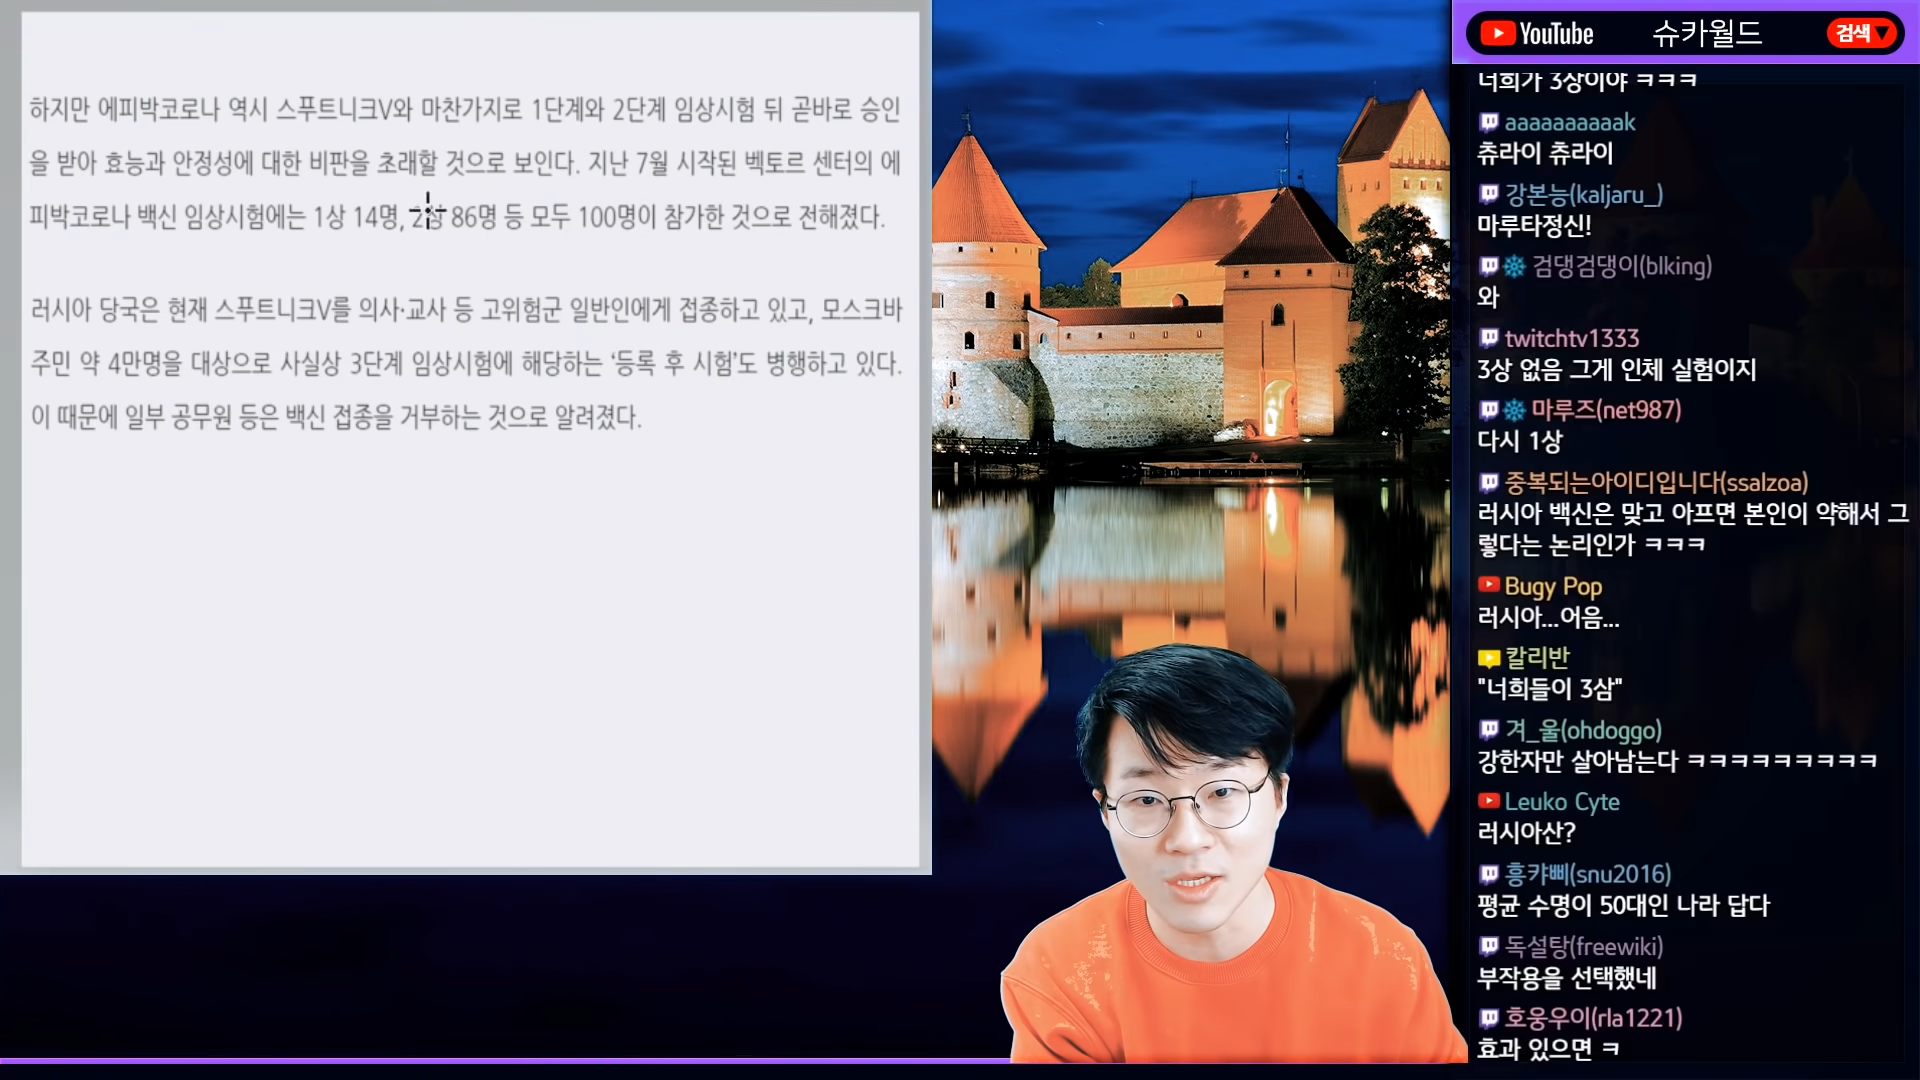 하지만 에피박코로나 역시 스푸트니크V와 마찬가지로 1단계와 2단계 임상시험 뒤 곧바로 승인
을 받아 효능과 안정성에 대한 비판을 초래할 것으로 보인다. 지난 7월 시작된 벡토르 센터의 에
피박코로나 백신 임상시험에는 1상 14명, 2상 86명 등 모두 100명이 참가한 것으로 전해졌다.
러시아 당국은 현재 스푸트니크V를 의사·교사 등 고위험군 일반인에게 접종하고 있고, 모스크바
주민 약 4만명을 대상으로 사실상 3단계 임상시험에 해당하는 ‘등록 후 시험’도 병행하고 있다.
이 때문에 일부 공무원 등은 백신 접종을 거부하는 것으로 알려졌다.
YouTube 슈카월드 검색▼
너희가 3상이야 ㅋㅋㅋ
aaaaaaaaaak
츄라이 츄라이
강본능(kaljaru_)
마루타정신!
검댕검댕이(blking)
와
twitchtv1333
3상 없음 그게 인체 실험이지
마루즈(net987)
다시 1상
중복되는아이디입니다(ssalzoa)
러시아 백신은 맞고 아프면 본인이 약해서 그
렇다는 논리인가 ㅋㅋㅋ
Bugy Pop
러시아...어음...
칼리반
"너희들이 3삼"
겨_울(ohdoggo)
강한자만 살아남는다 ㅋㅋㅋㅋㅋㅋㅋㅋㅋ
Leuko Cyte
러시아산?
흥캬삐(snu2016)
평균 수명이 50대인 나라 답다
독설탕(freewiki)
부작용을 선택했네
호웅우이(rla1221)
효과 있으면 ㅋ